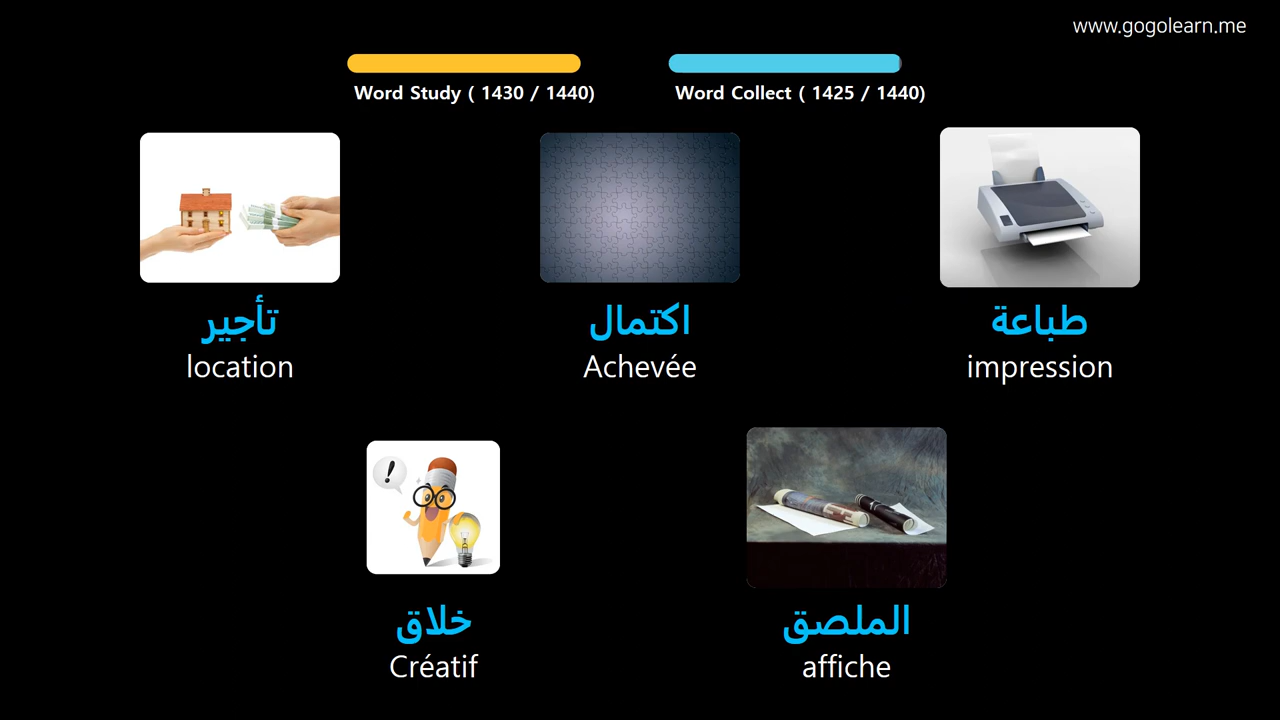 www.gogolearn.me
Word Study ( 1430 / 1440)
Word Collect ( 1425 / 1440)
تأجير
location
اكتمال
Achevée
طباعة
impression
!
خلاق
Créatif
الملصق
affiche